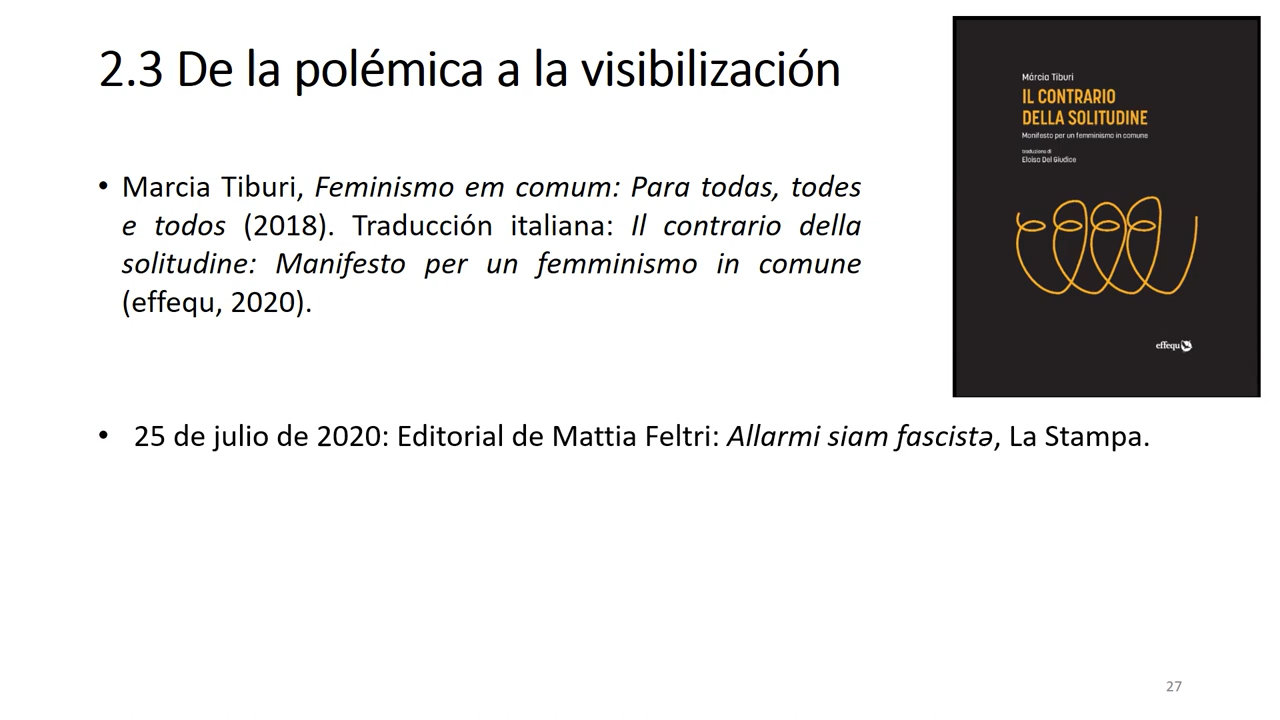 2.3 De la polémica a la visibilización
Márcia Tiburi
IL CONTRARIO
DELLA SOLITUDINE
Manifesto per un femminismo in comune
traduzione di
Eloisa Del Giudice
effequ
• Marcia Tiburi, Feminismo em comum: Para todas, todes
e todos (2018). Traducción italiana: Il contrario della
solitudine: Manifesto per un femminismo in comune
(effequ, 2020).
• 25 de julio de 2020: Editorial de Mattia Feltri: Allarmi siam fascistə, La Stampa.
27